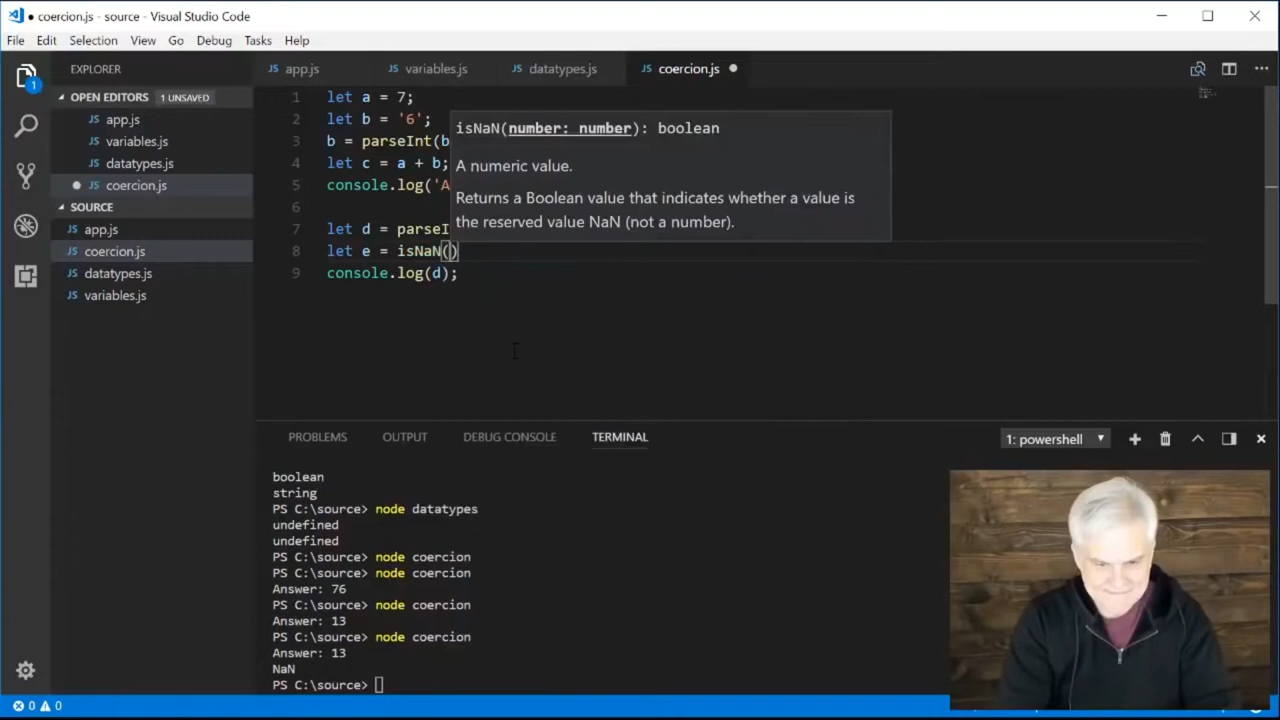 ● coercion.js - source - Visual Studio Code
File Edit Selection View Go Debug Tasks Help
EXPLORER
OPEN EDITORS 1 UNSAVED
JS app.js
JS variables.js
JS datatypes.js
● JS coercion.js
SOURCE
JS app.js
JS coercion.js
JS datatypes.js
JS variables.js
1
JS app.js JS variables.js JS datatypes.js JS coercion.js ●
1 let a = 7;
2 let b = '6';
3 b = parseInt(b
4 let c = a + b;
5 console.log('A
6
7 let d = parseI
8 let e = isNaN()
9 console.log(d);
isNaN(number: number): boolean
A numeric value.
Returns a Boolean value that indicates whether a value is
the reserved value NaN (not a number).
PROBLEMS OUTPUT DEBUG CONSOLE TERMINAL 1: powershell
boolean
string
PS C:\source> node datatypes
undefined
undefined
PS C:\source> node coercion
PS C:\source> node coercion
Answer: 76
PS C:\source> node coercion
Answer: 13
PS C:\source> node coercion
Answer: 13
NaN
PS C:\source>
0 0